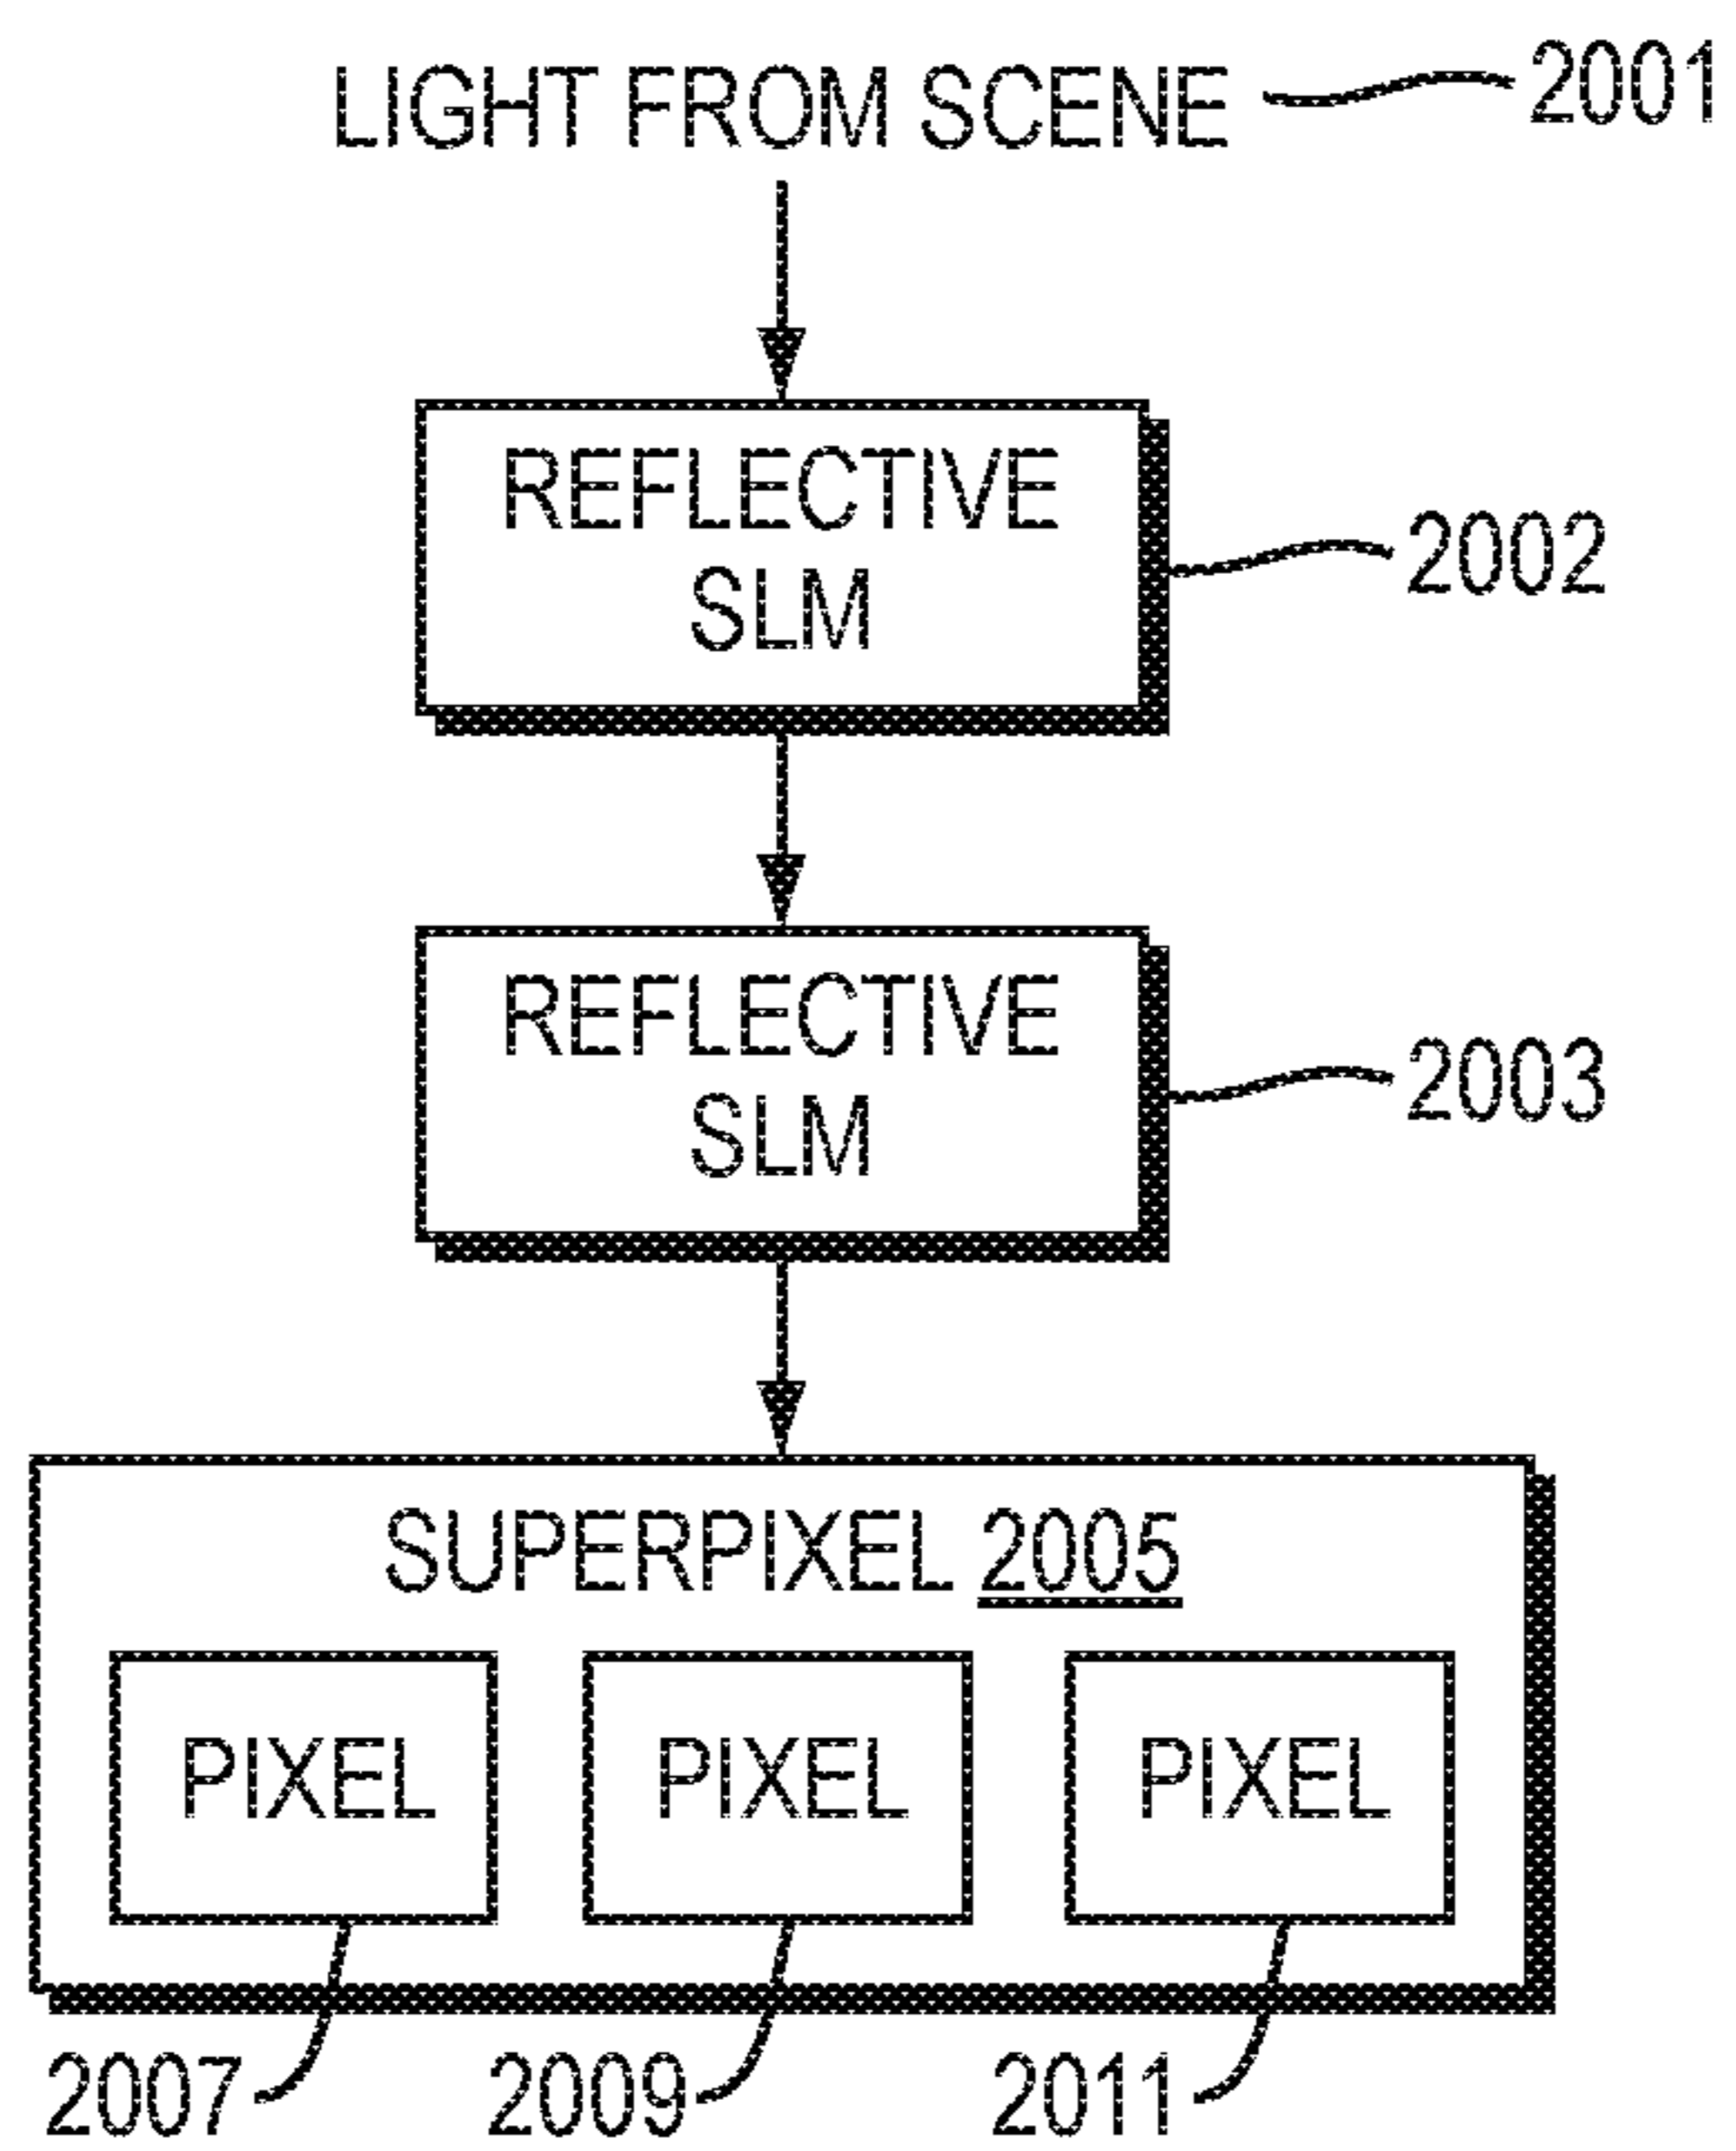 LIGHT FROM SCENE 2001
REFLECTIVE
SLM
2002
REFLECTIVE
SLM
2003
SUPERPIXEL 2005
PIXEL PIXEL PIXEL
2007 2009 2011